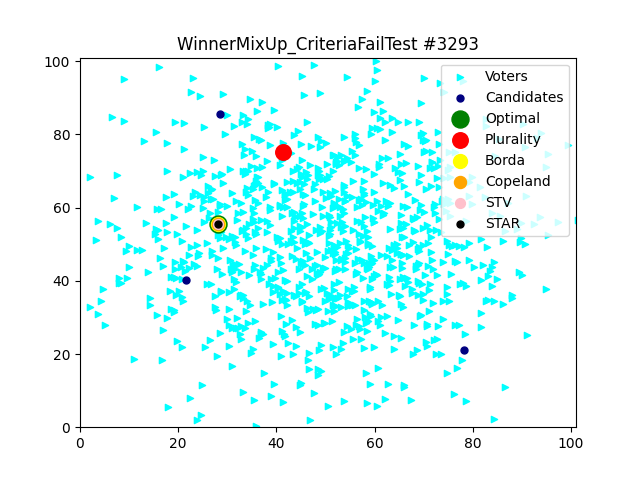 WinnerMixUp_CriteriaFailTest #3293
100
80
60
40
20
0
0
20
40
60
80
100
Voters
Candidates
Optimal
Plurality
Borda
Copeland
STV
STAR